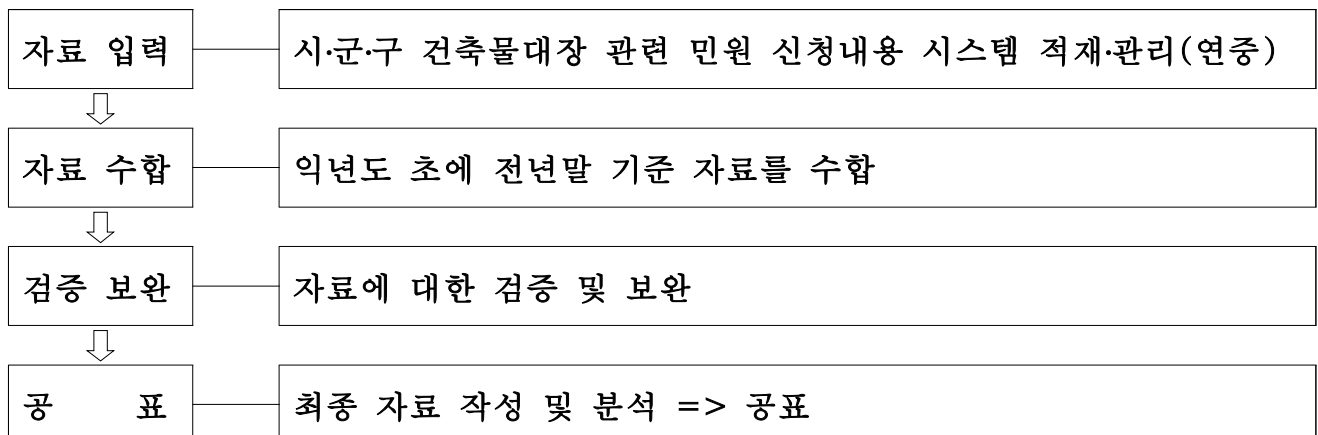 자료 입력
시·군·구 건축물대장 관련 민원 신청내용 시스템 적재·관리(연중)
자료 수합
익년도 초에 전년말 기준 자료를 수합
검증 보완
자료에 대한 검증 및 보완
공 표
최종 자료 작성 및 분석 => 공표